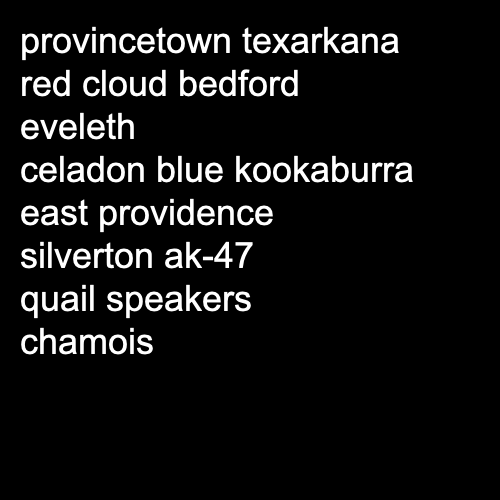 provincetown texarkana
red cloud bedford
eveleth
celadon blue kookaburra
east providence
silverton ak-47
quail speakers
chamois